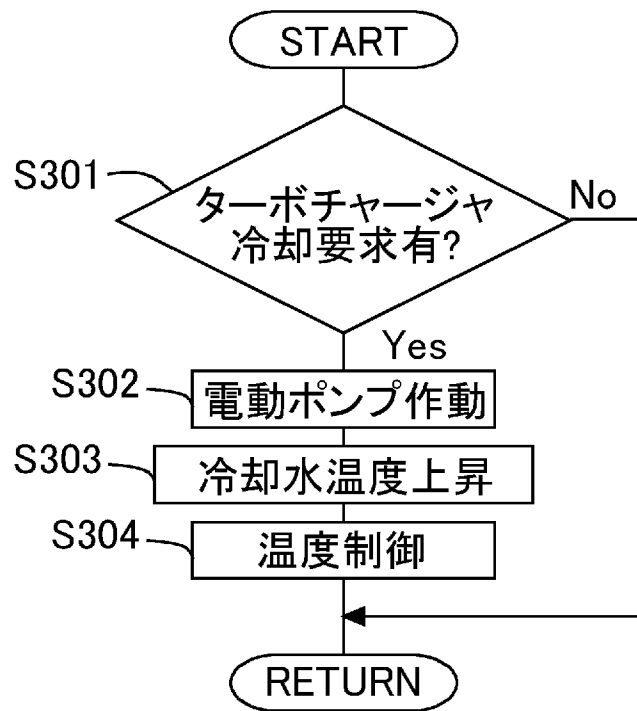 START
S301
ターボチャージャ
冷却要求有?
No
Yes
S302
電動ポンプ作動
S303
冷却水温度上昇
S304
温度制御
RETURN